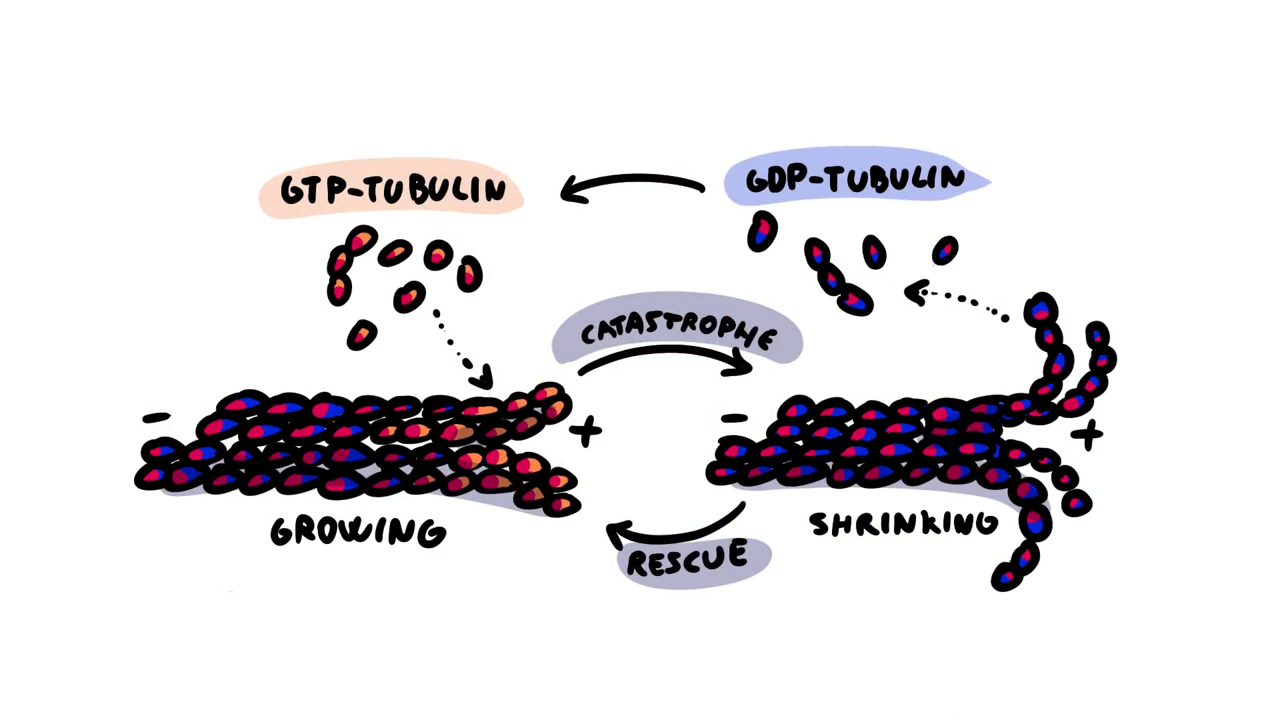 GTP-TUBULIN
GDP-TUBULIN
CATASTROPHE
- +
- +
GROWING
SHRINKING
RESCUE